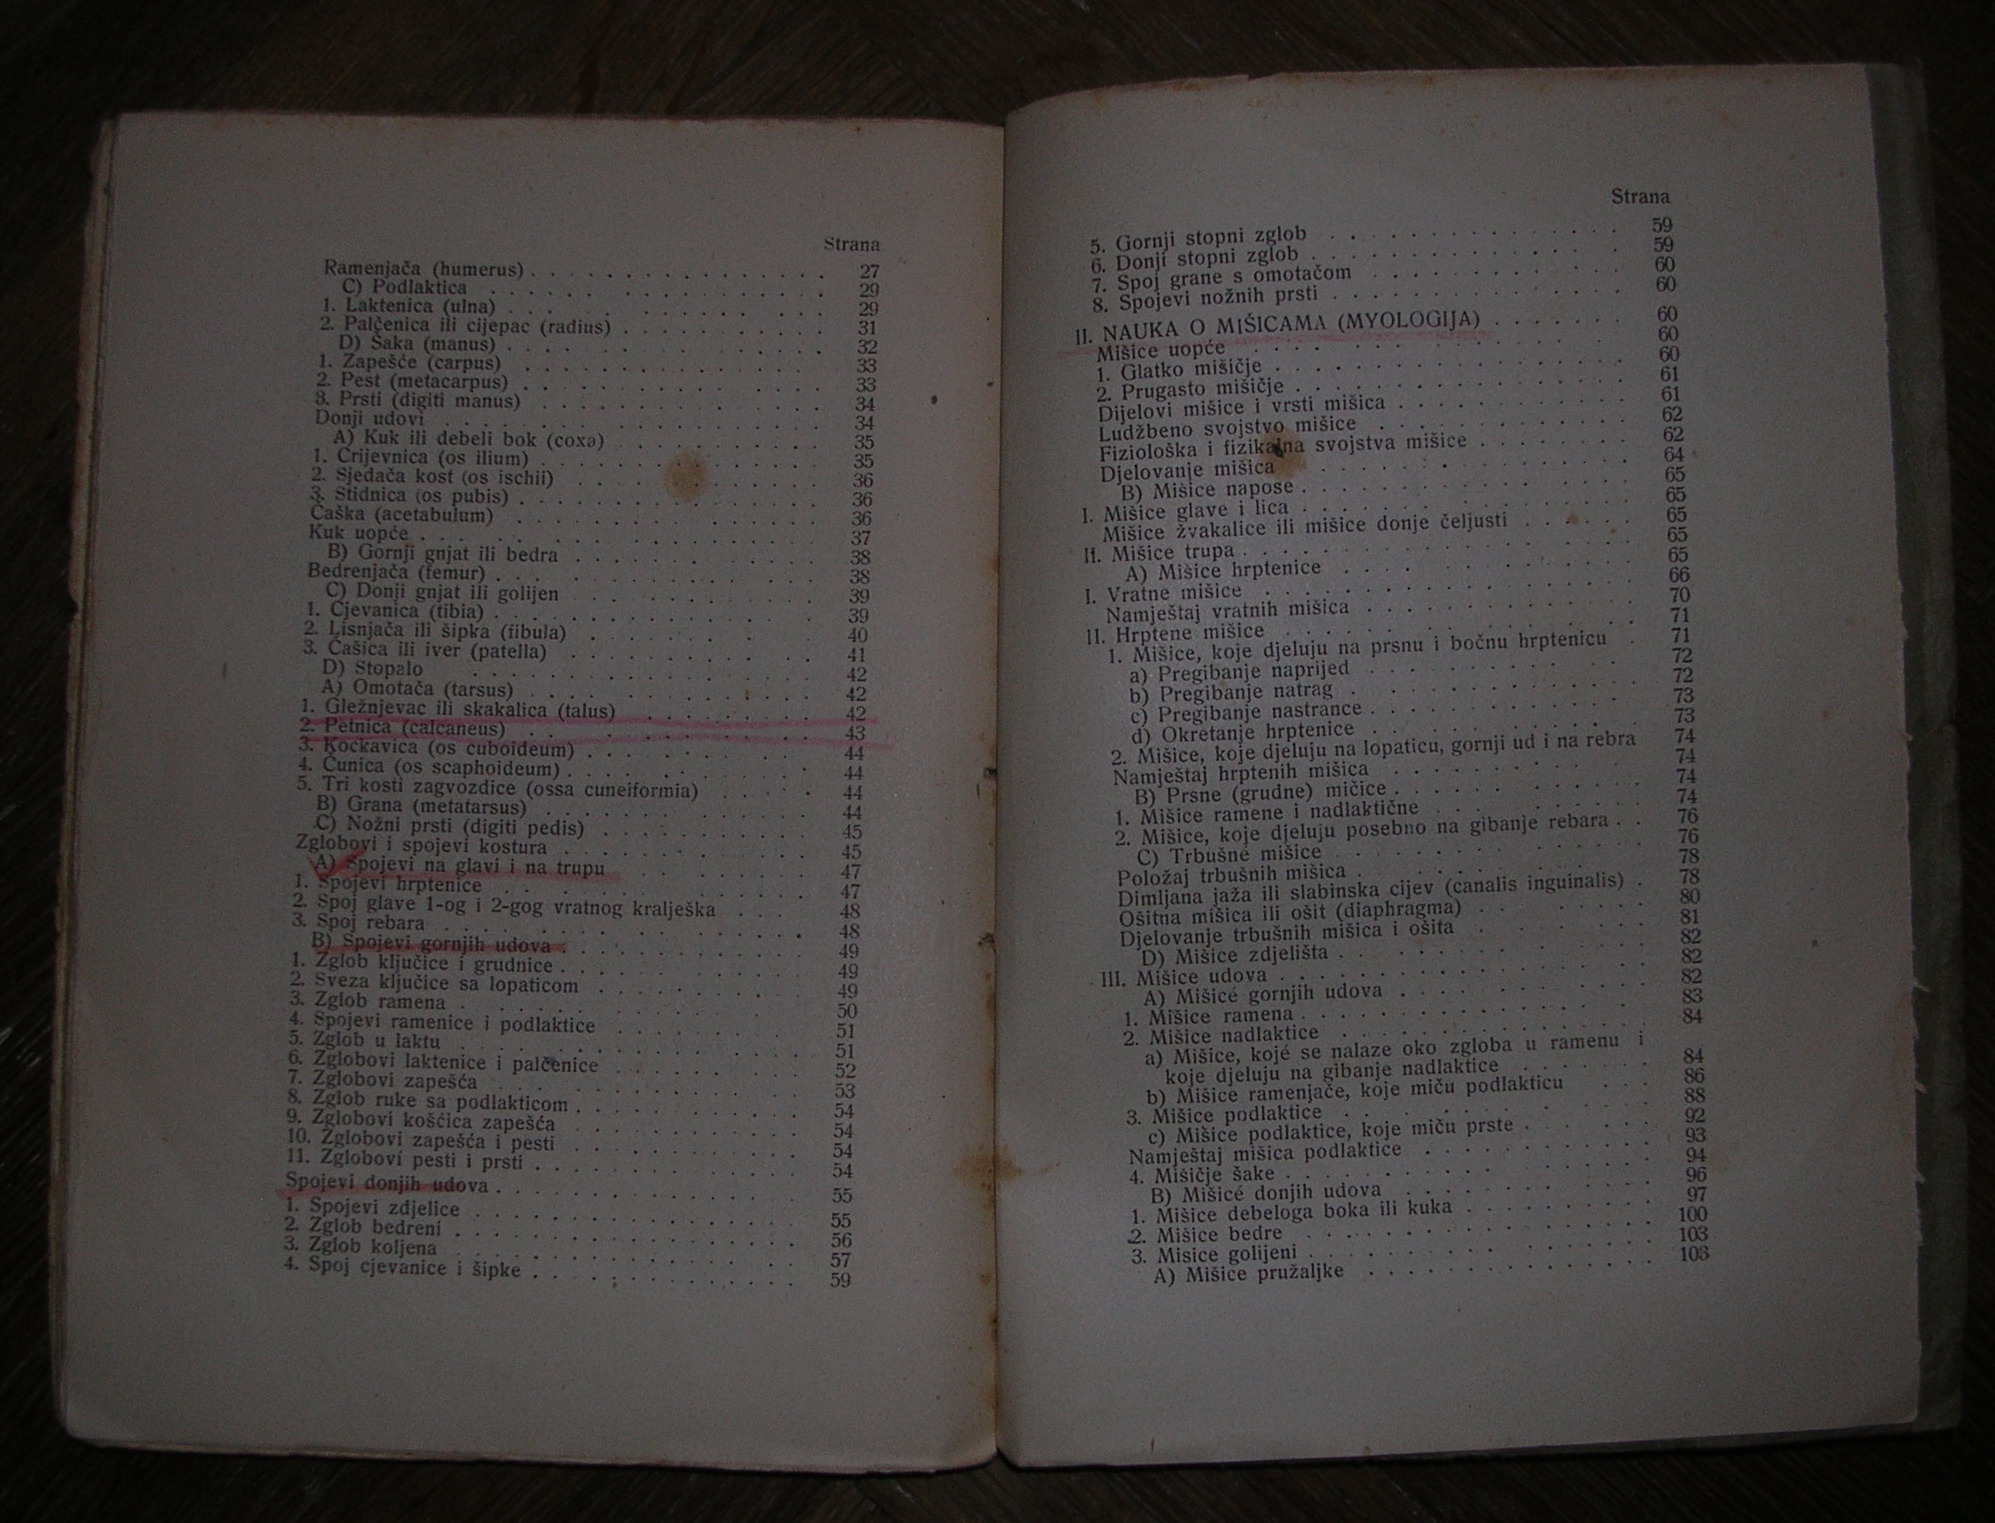 Strana
Ramenjača (humerus) . . . . . . . . . . . . . . . 27
C) Podlaktica . . . . . . . . . . . . . . . 29
1. Laktenica (ulna) . . . . . . . . . . . . . . . 29
2. Palčenica ili cijepac (radius) . . . . . . . . . . . 31
D) Šaka (manus) . . . . . . . . . . . . . . . 32
1. Zapešće (carpus) . . . . . . . . . . . . . . . 33
2. Pest (metacarpus) . . . . . . . . . . . . . . . 33
3. Prsti (digiti manus) . . . . . . . . . . . . . . 34
Donji udovi . . . . . . . . . . . . . . . . . 34
A) Kuk ili debeli bok (coxa) . . . . . . . . . . . 35
1. Crijevnica (os ilium) . . . . . . . . . . . . . . 35
2. Sjedača kost (os ischii) . . . . . . . . . . . . 36
3. Stidnica (os pubis) . . . . . . . . . . . . . . . 36
Čaška (acetabulum) . . . . . . . . . . . . . . . 36
Kuk uopće . . . . . . . . . . . . . . . . . . 37
B) Gornji gnjat ili bedra . . . . . . . . . . . . 38
Bedrenjača (femur) . . . . . . . . . . . . . . . 38
C) Donji gnjat ili golijen . . . . . . . . . . . . 39
1. Cjevanica (tibia) . . . . . . . . . . . . . . . 39
2. Lisnjača ili šipka (fibula) . . . . . . . . . . . 40
3. Čašica ili iver (patella) . . . . . . . . . . . . 41
D) Stopalo . . . . . . . . . . . . . . . . . 42
A) Omotača (tarsus) . . . . . . . . . . . . . . 42
1. Gležnjevac ili skakalica (talus) . . . . . . . . . 42
2. Petnica (calcaneus) . . . . . . . . . . . . . . 43
3. Kockavica (os cuboideum) . . . . . . . . . . . . 44
4. Čunica (os scaphoideum) . . . . . . . . . . . . . 44
5. Tri kosti zagvozdice (ossa cuneiformia) . . . . . 44
B) Grana (metatarsus) . . . . . . . . . . . . . . 44
C) Nožni prsti (digiti pedis) . . . . . . . . . . . 45
Zglobovi i spojevi kostura . . . . . . . . . . . . 45
A) Spojevi na glavi i na trupu . . . . . . . . . . 47
1. Spojevi hrptenice . . . . . . . . . . . . . . . 47
2. Spoj glave 1-og i 2-gog vratnog kralješka . . . . 48
3. Spoj rebara . . . . . . . . . . . . . . . . . . 48
B) Spojevi gornjih udova . . . . . . . . . . . . . 49
1. Zglob ključice i grudnice . . . . . . . . . . . . 49
2. Sveza ključice sa lopaticom . . . . . . . . . . . 49
3. Zglob ramena . . . . . . . . . . . . . . . . . 50
4. Spojevi ramenice i podlaktice . . . . . . . . . . 51
5. Zglob u laktu . . . . . . . . . . . . . . . . . 51
6. Zglobovi laktenice i palčenice . . . . . . . . . 52
7. Zglobovi zapešća . . . . . . . . . . . . . . . 53
8. Zglob ruke sa podlakticom . . . . . . . . . . . . 54
9. Zglobovi košćica zapešća . . . . . . . . . . . . 54
10. Zglobovi zapešća i pesti . . . . . . . . . . . . 54
11. Zglobovi pesti i prsti . . . . . . . . . . . . . 54
Spojevi donjih udova . . . . . . . . . . . . . . . 55
1. Spojevi zdjelice . . . . . . . . . . . . . . . . 55
2. Zglob bedreni . . . . . . . . . . . . . . . . . 56
3. Zglob koljena . . . . . . . . . . . . . . . . . 57
4. Spoj cjevanice i šipke . . . . . . . . . . . . . 59
Strana
5. Gornji stopni zglob . . . . . . . . . . . . . . 59
6. Donji stopni zglob . . . . . . . . . . . . . . . 59
7. Spoj grane s omotačom . . . . . . . . . . . . . 60
8. Spojevi nožnih prsti . . . . . . . . . . . . . . 60
II. NAUKA O MIŠICAMA (MYOLOGIJA) . . . . . . . 60
Mišice uopće . . . . . . . . . . . . . . . . . 60
1. Glatko mišičje . . . . . . . . . . . . . . . . 60
2. Prugasto mišičje . . . . . . . . . . . . . . . 61
Dijelovi mišice i vrsti mišica . . . . . . . . . . 61
Ludžbeno svojstvo mišice . . . . . . . . . . . . . 62
Fiziološka i fizikalna svojstva mišice . . . . . . 62
Djelovanje mišica . . . . . . . . . . . . . . . 64
B) Mišice napose . . . . . . . . . . . . . . . . 65
I. Mišice glave i lica . . . . . . . . . . . . . . 65
Mišice žvakalice ili mišice donje čeljusti . . . . . 65
II. Mišice trupa . . . . . . . . . . . . . . . . . 65
A) Mišice hrptenice . . . . . . . . . . . . . . 65
I. Vratne mišice . . . . . . . . . . . . . . . . 66
Namještaj vratnih mišica . . . . . . . . . . . . . 70
II. Hrptene mišice . . . . . . . . . . . . . . . . 71
1. Mišice, koje djeluju na prsnu i bočnu hrptenicu . 71
a) Pregibanje naprijed . . . . . . . . . . . . . 72
b) Pregibanje natrag . . . . . . . . . . . . . . 72
c) Pregibanje nastrance . . . . . . . . . . . . . 73
d) Okretanje hrptenice . . . . . . . . . . . . . 73
2. Mišice, koje djeluju na lopaticu, gornji ud i na rebra 74
Namještaj hrptenih mišica . . . . . . . . . . . . 74
B) Prsne (grudne) mičice . . . . . . . . . . . . 74
1. Mišice ramene i nadlaktične . . . . . . . . . . 74
2. Mišice, koje djeluju posebno na gibanje rebara . . 76
C) Trbušne mišice . . . . . . . . . . . . . . . 76
Položaj trbušnih mišica . . . . . . . . . . . . . 78
Dimljana jaža ili slabinska cijev (canalis inguinalis) . 78
Ošitna mišica ili ošit (diaphragma) . . . . . . . . 80
Djelovanje trbušnih mišica i ošita . . . . . . . . 81
D) Mišice zdjelišta . . . . . . . . . . . . . . . 82
III. Mišice udova . . . . . . . . . . . . . . . . 82
A) Mišice gornjih udova . . . . . . . . . . . . . 82
1. Mišice ramena . . . . . . . . . . . . . . . . 83
2. Mišice nadlaktice . . . . . . . . . . . . . . . 84
a) Mišice, koje se nalaze oko zgloba u ramenu i
koje djeluju na gibanje nadlaktice . . . . . . . 84
b) Mišice ramenjače, koje miču podlakticu . . . 86
3. Mišice podlaktice . . . . . . . . . . . . . . . 88
c) Mišice podlaktice, koje miču prste . . . . . . 92
Namještaj mišica podlaktice . . . . . . . . . . . 93
4. Mišičje šake . . . . . . . . . . . . . . . . . 94
B) Mišice donjih udova . . . . . . . . . . . . . 96
1. Mišice debeloga boka ili kuka . . . . . . . . . . 97
2. Mišice bedre . . . . . . . . . . . . . . . . . 100
3. Misice golijeni . . . . . . . . . . . . . . . . 103
A) Mišice pružaljke . . . . . . . . . . . . . . 103